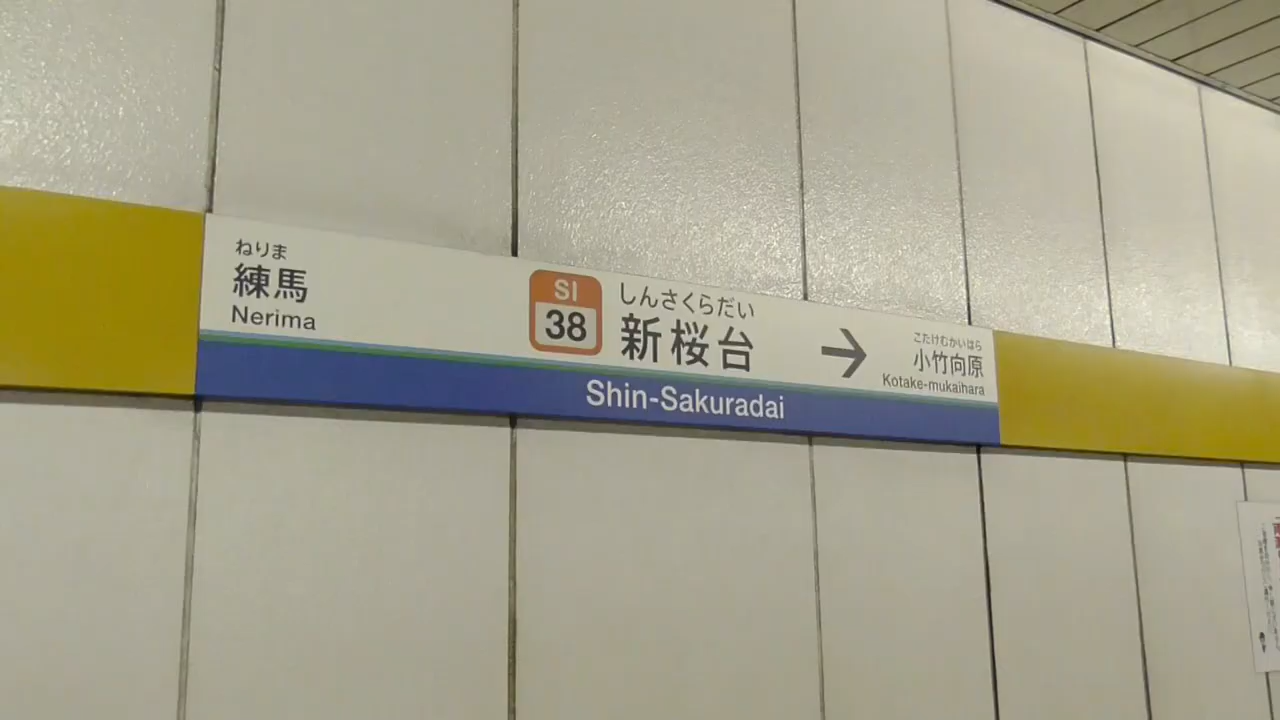 ねりま
練馬
Nerima
SI
38
しんさくらだい
新桜台
Shin-Sakuradai
→
こたけむかいはら
小竹向原
Kotake-mukaihara